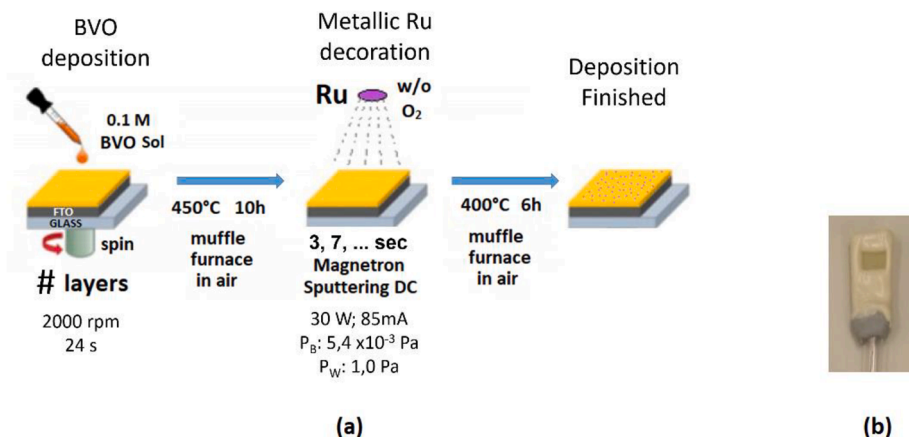 BVO
deposition
0.1 M
BVO Sol
FTO
GLASS
spin
# layers
2000 rpm
24 s
450°C 10h
muffle
furnace
in air
Metallic Ru
decoration
Ru
w/o
O₂
3, 7, ... sec
Magnetron
Sputtering DC
30 W; 85mA
P_B: 5,4 x10⁻³ Pa
P_W: 1,0 Pa
400°C 6h
muffle
furnace
in air
Deposition
Finished
(a)
(b)